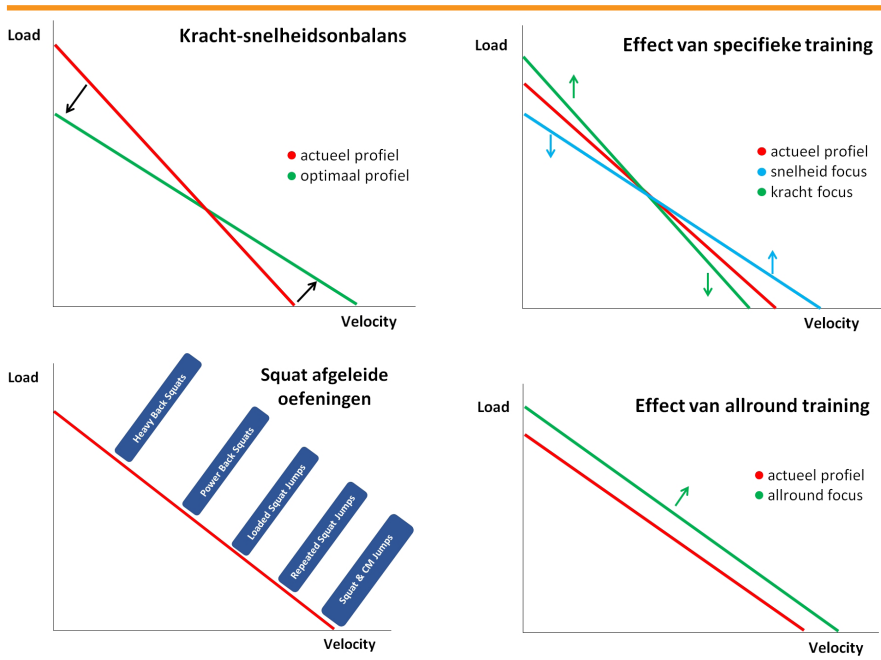 Load
Kracht-snelheidsonbalans
actueel profiel
optimaal profiel
Velocity
Load
Effect van specifieke training
actueel profiel
snelheid focus
kracht focus
Velocity
Load
Squat afgeleide
oefeningen
Heavy Back Squats
Power Back Squats
Loaded Squat Jumps
Repeated Squat Jumps
Squat & CM Jumps
Velocity
Load
Effect van allround training
actueel profiel
allround focus
Velocity